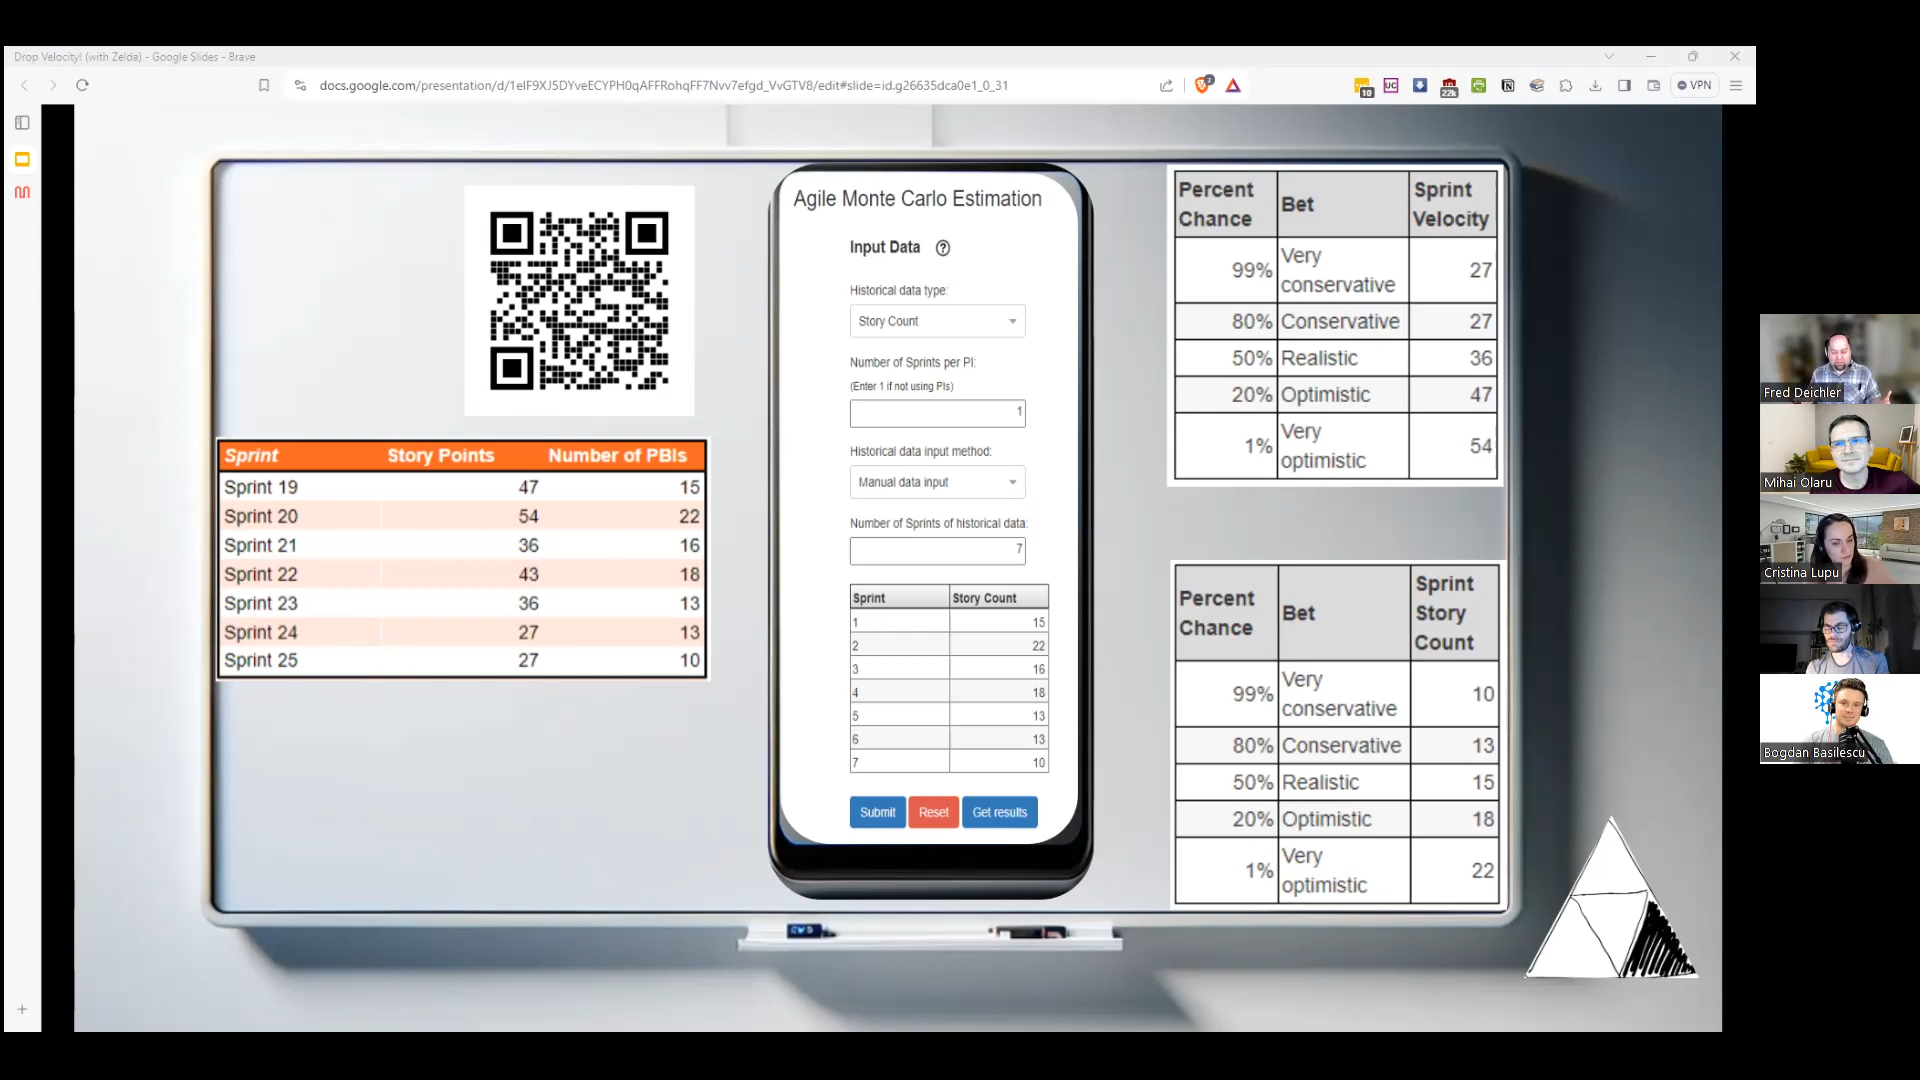 Drop Velocity! (with Zelda) - Google Slides - Brave
docs.google.com/presentation/d/1elF9XJ5DYveECYPH0qAFFRohqFF7Nvv7efgd_VvGTV8/edit#slide=id.g26635dca0e1_0_31
2
10
UC
22k
VPN
Sprint Story Points Number of PBIs
Sprint 19 47 15
Sprint 20 54 22
Sprint 21 36 16
Sprint 22 43 18
Sprint 23 36 13
Sprint 24 27 13
Sprint 25 27 10
Agile Monte Carlo Estimation
Input Data ?
Historical data type:
Story Count
Number of Sprints per PI:
(Enter 1 if not using PIs)
1
Historical data input method:
Manual data input
Number of Sprints of historical data:
7
Sprint Story Count
1 15
2 22
3 16
4 18
5 13
6 13
7 10
Submit Reset Get results
Percent Chance Bet Sprint Velocity
99% Very conservative 27
80% Conservative 27
50% Realistic 36
20% Optimistic 47
1% Very optimistic 54
Percent Chance Bet Sprint Story Count
99% Very conservative 10
80% Conservative 13
50% Realistic 15
20% Optimistic 18
1% Very optimistic 22
Fred Deichler
Mihai Olaru
Cristina Lupu
Bogdan Basilescu